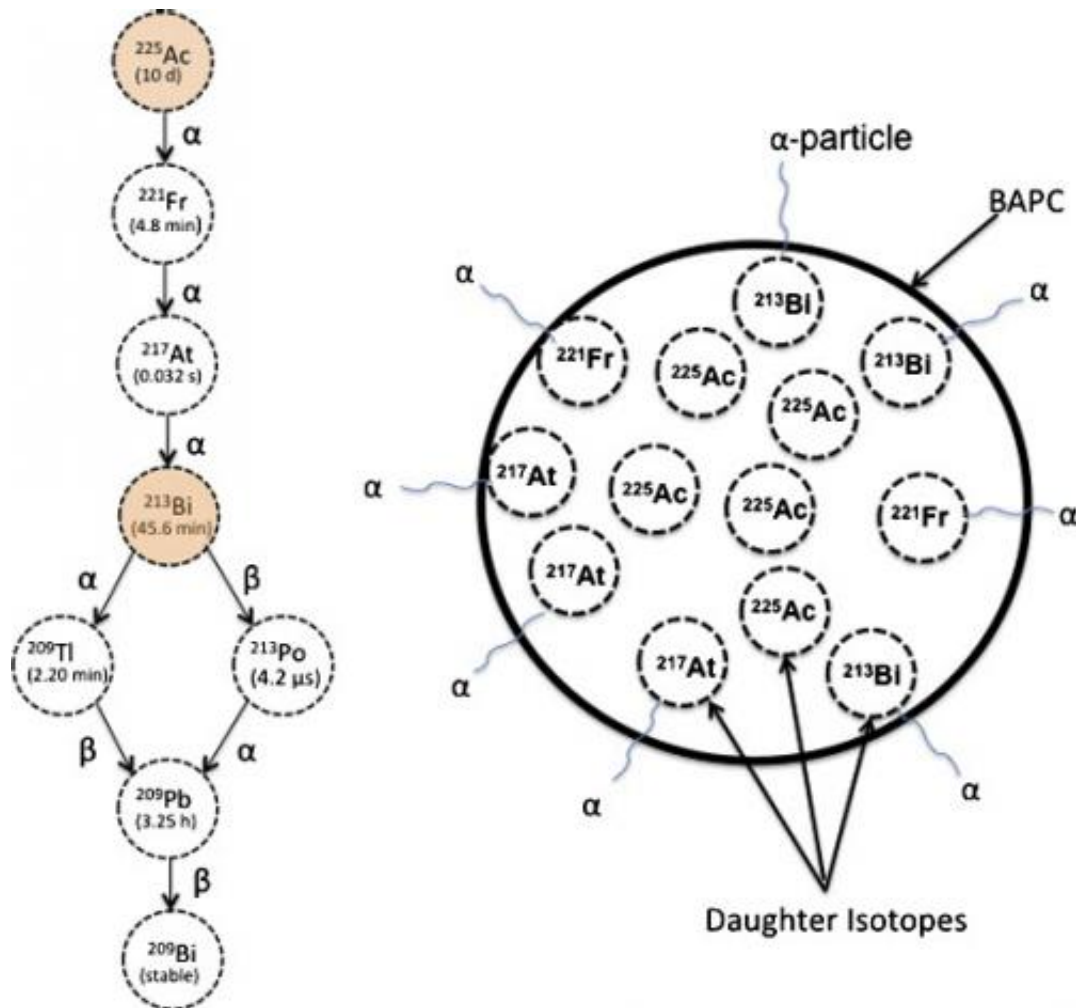 ²²⁵Ac
(10 d)
α
²²¹Fr
(4.8 min)
α
²¹⁷At
(0.032 s)
α
²¹³Bi
(45.6 min)
α
β
²⁰⁹Tl
(2.20 min)
²¹³Po
(4.2 µs)
β
α
²⁰⁹Pb
(3.25 h)
β
²⁰⁹Bi
(stable)
α-particle
BAPC
α
α
²¹³Bi
²²¹Fr
²²⁵Ac
²¹³Bi
²²⁵Ac
α
²¹⁷At
²²⁵Ac
²²⁵Ac
²²¹Fr
α
²¹⁷At
²²⁵Ac
α
²¹⁷At
²¹³Bi
α
α
Daughter Isotopes